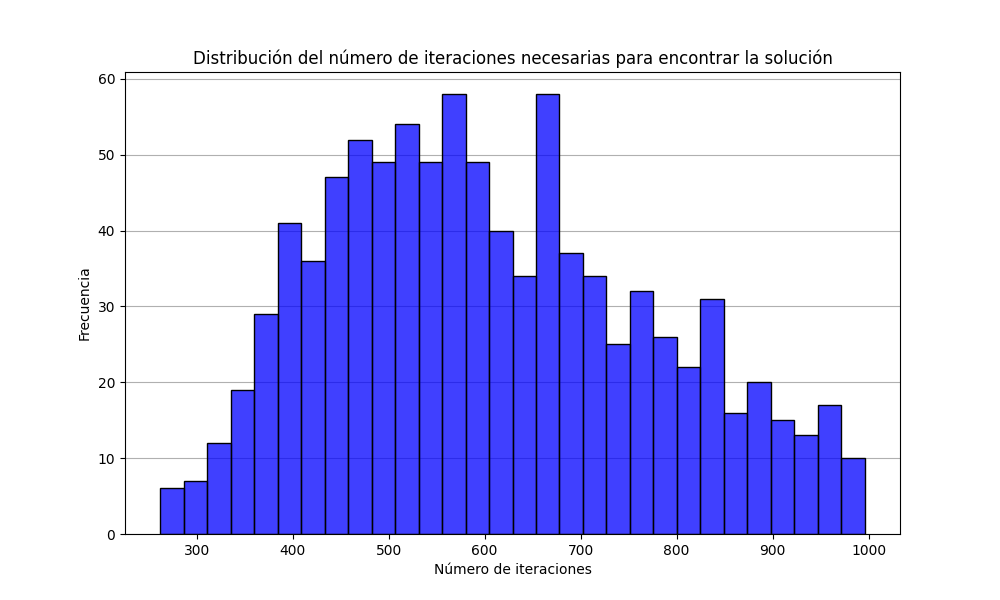 Distribución del número de iteraciones necesarias para encontrar la solución
60
50
40
30
20
10
0
Frecuencia
300 400 500 600 700 800 900 1000
Número de iteraciones